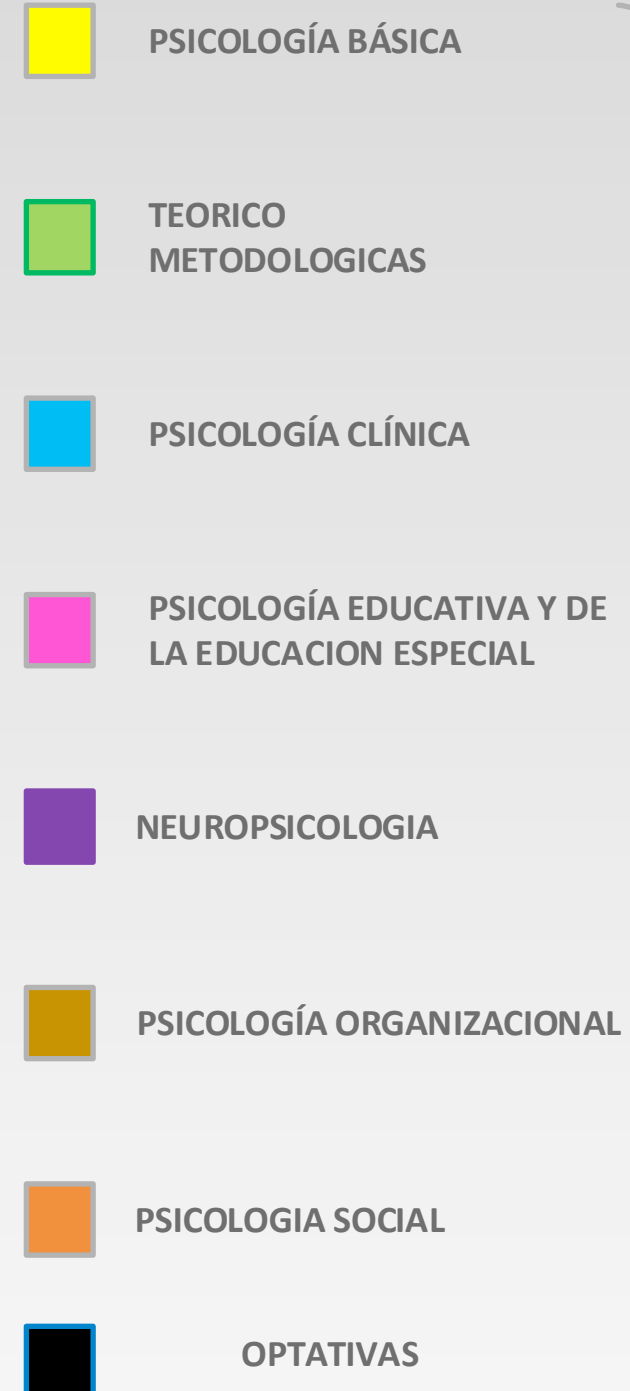 PSICOLOGÍA BÁSICA
TEORICO
METODOLOGICAS
PSICOLOGÍA CLÍNICA
PSICOLOGÍA EDUCATIVA Y DE
LA EDUCACION ESPECIAL
NEUROPSICOLOGIA
PSICOLOGÍA ORGANIZACIONAL
PSICOLOGIA SOCIAL
OPTATIVAS